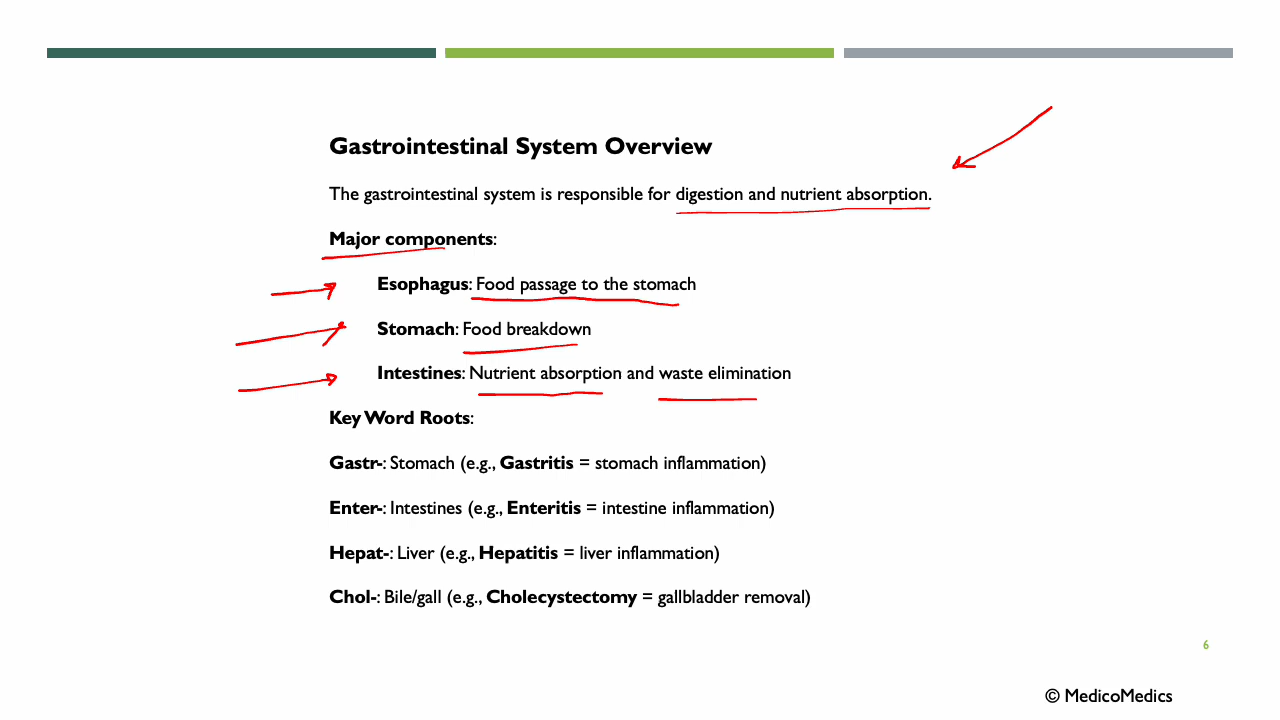 Gastrointestinal System Overview
The gastrointestinal system is responsible for digestion and nutrient absorption.
Major components:
Esophagus: Food passage to the stomach
Stomach: Food breakdown
Intestines: Nutrient absorption and waste elimination
Key Word Roots:
Gastr-: Stomach (e.g., Gastritis = stomach inflammation)
Enter-: Intestines (e.g., Enteritis = intestine inflammation)
Hepat-: Liver (e.g., Hepatitis = liver inflammation)
Chol-: Bile/gall (e.g., Cholecystectomy = gallbladder removal)
6
© MedicoMedics